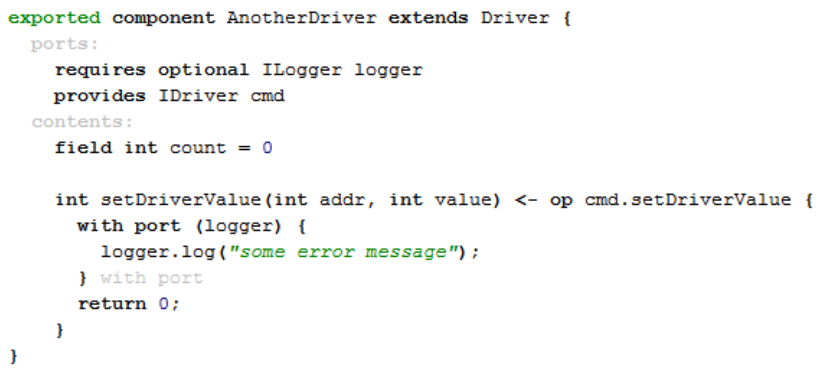 exported component AnotherDriver extends Driver {
ports:
requires optional ILogger logger
provides IDriver cmd
contents:
field int count = 0
int setDriverValue(int addr, int value) <- op cmd.setDriverValue {
with port (logger) {
logger.log("some error message");
} with port
return 0;
}
}